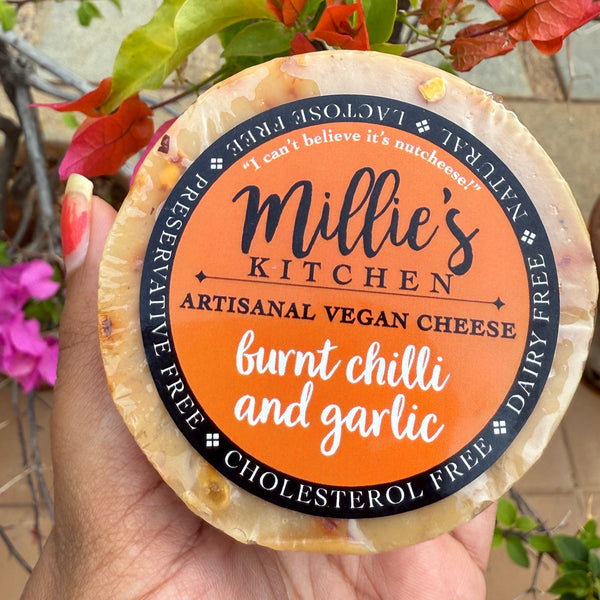 "I can't believe it's nutcheese!"
Millie's
KITCHEN
ARTISANAL VEGAN CHEESE
burnt chilli
and garlic
PRESERVATIVE FREE LACTOSE FREE NATURAL DAIRY FREE CHOLESTEROL FREE